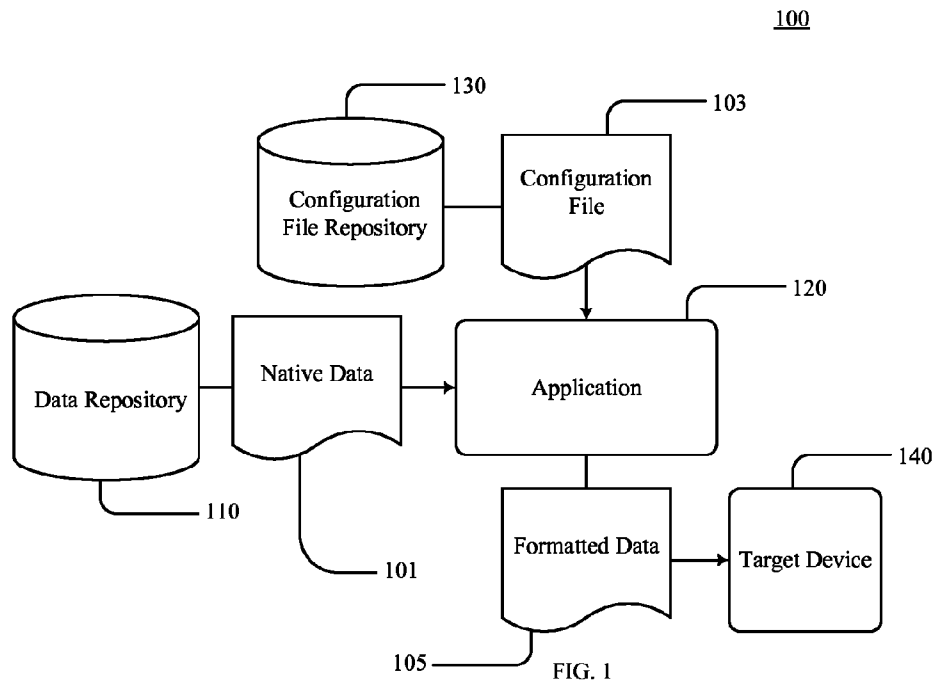 100
130
103
Configuration
File Repository
Configuration
File
120
Data Repository
Native Data
Application
110
101
140
Formatted Data
Target Device
105
FIG. 1